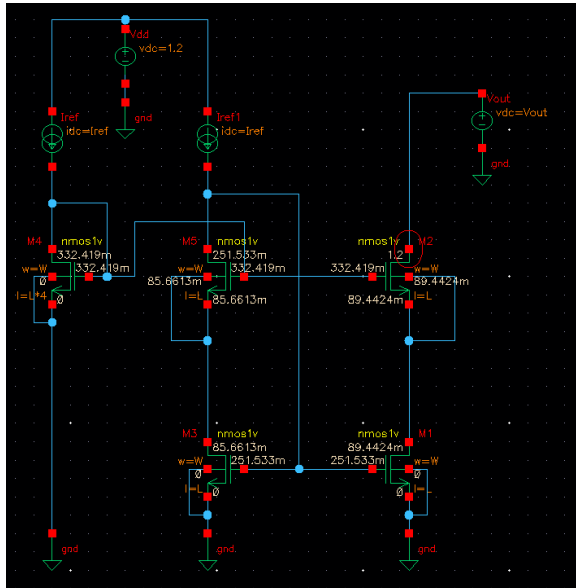 Vdd
vdc=1.2
gnd
Iref
idc=Iref
Iref1
idc=Iref
Vout
vdc=Vout
gnd
M4
nmos1v
332.419m
w=W
332.419m
0
l=L*4
0
M5
nmos1v
251.533m
w=W
332.419m
85.6613m
l=L
85.6613m
M2
nmos1v
1.2
w=W
332.419m
89.4424m
l=L
89.4424m
M3
nmos1v
85.6613m
w=W
251.533m
0
l=L
0
M1
nmos1v
89.4424m
w=W
251.533m
0
l=L
0
gnd
gnd
gnd